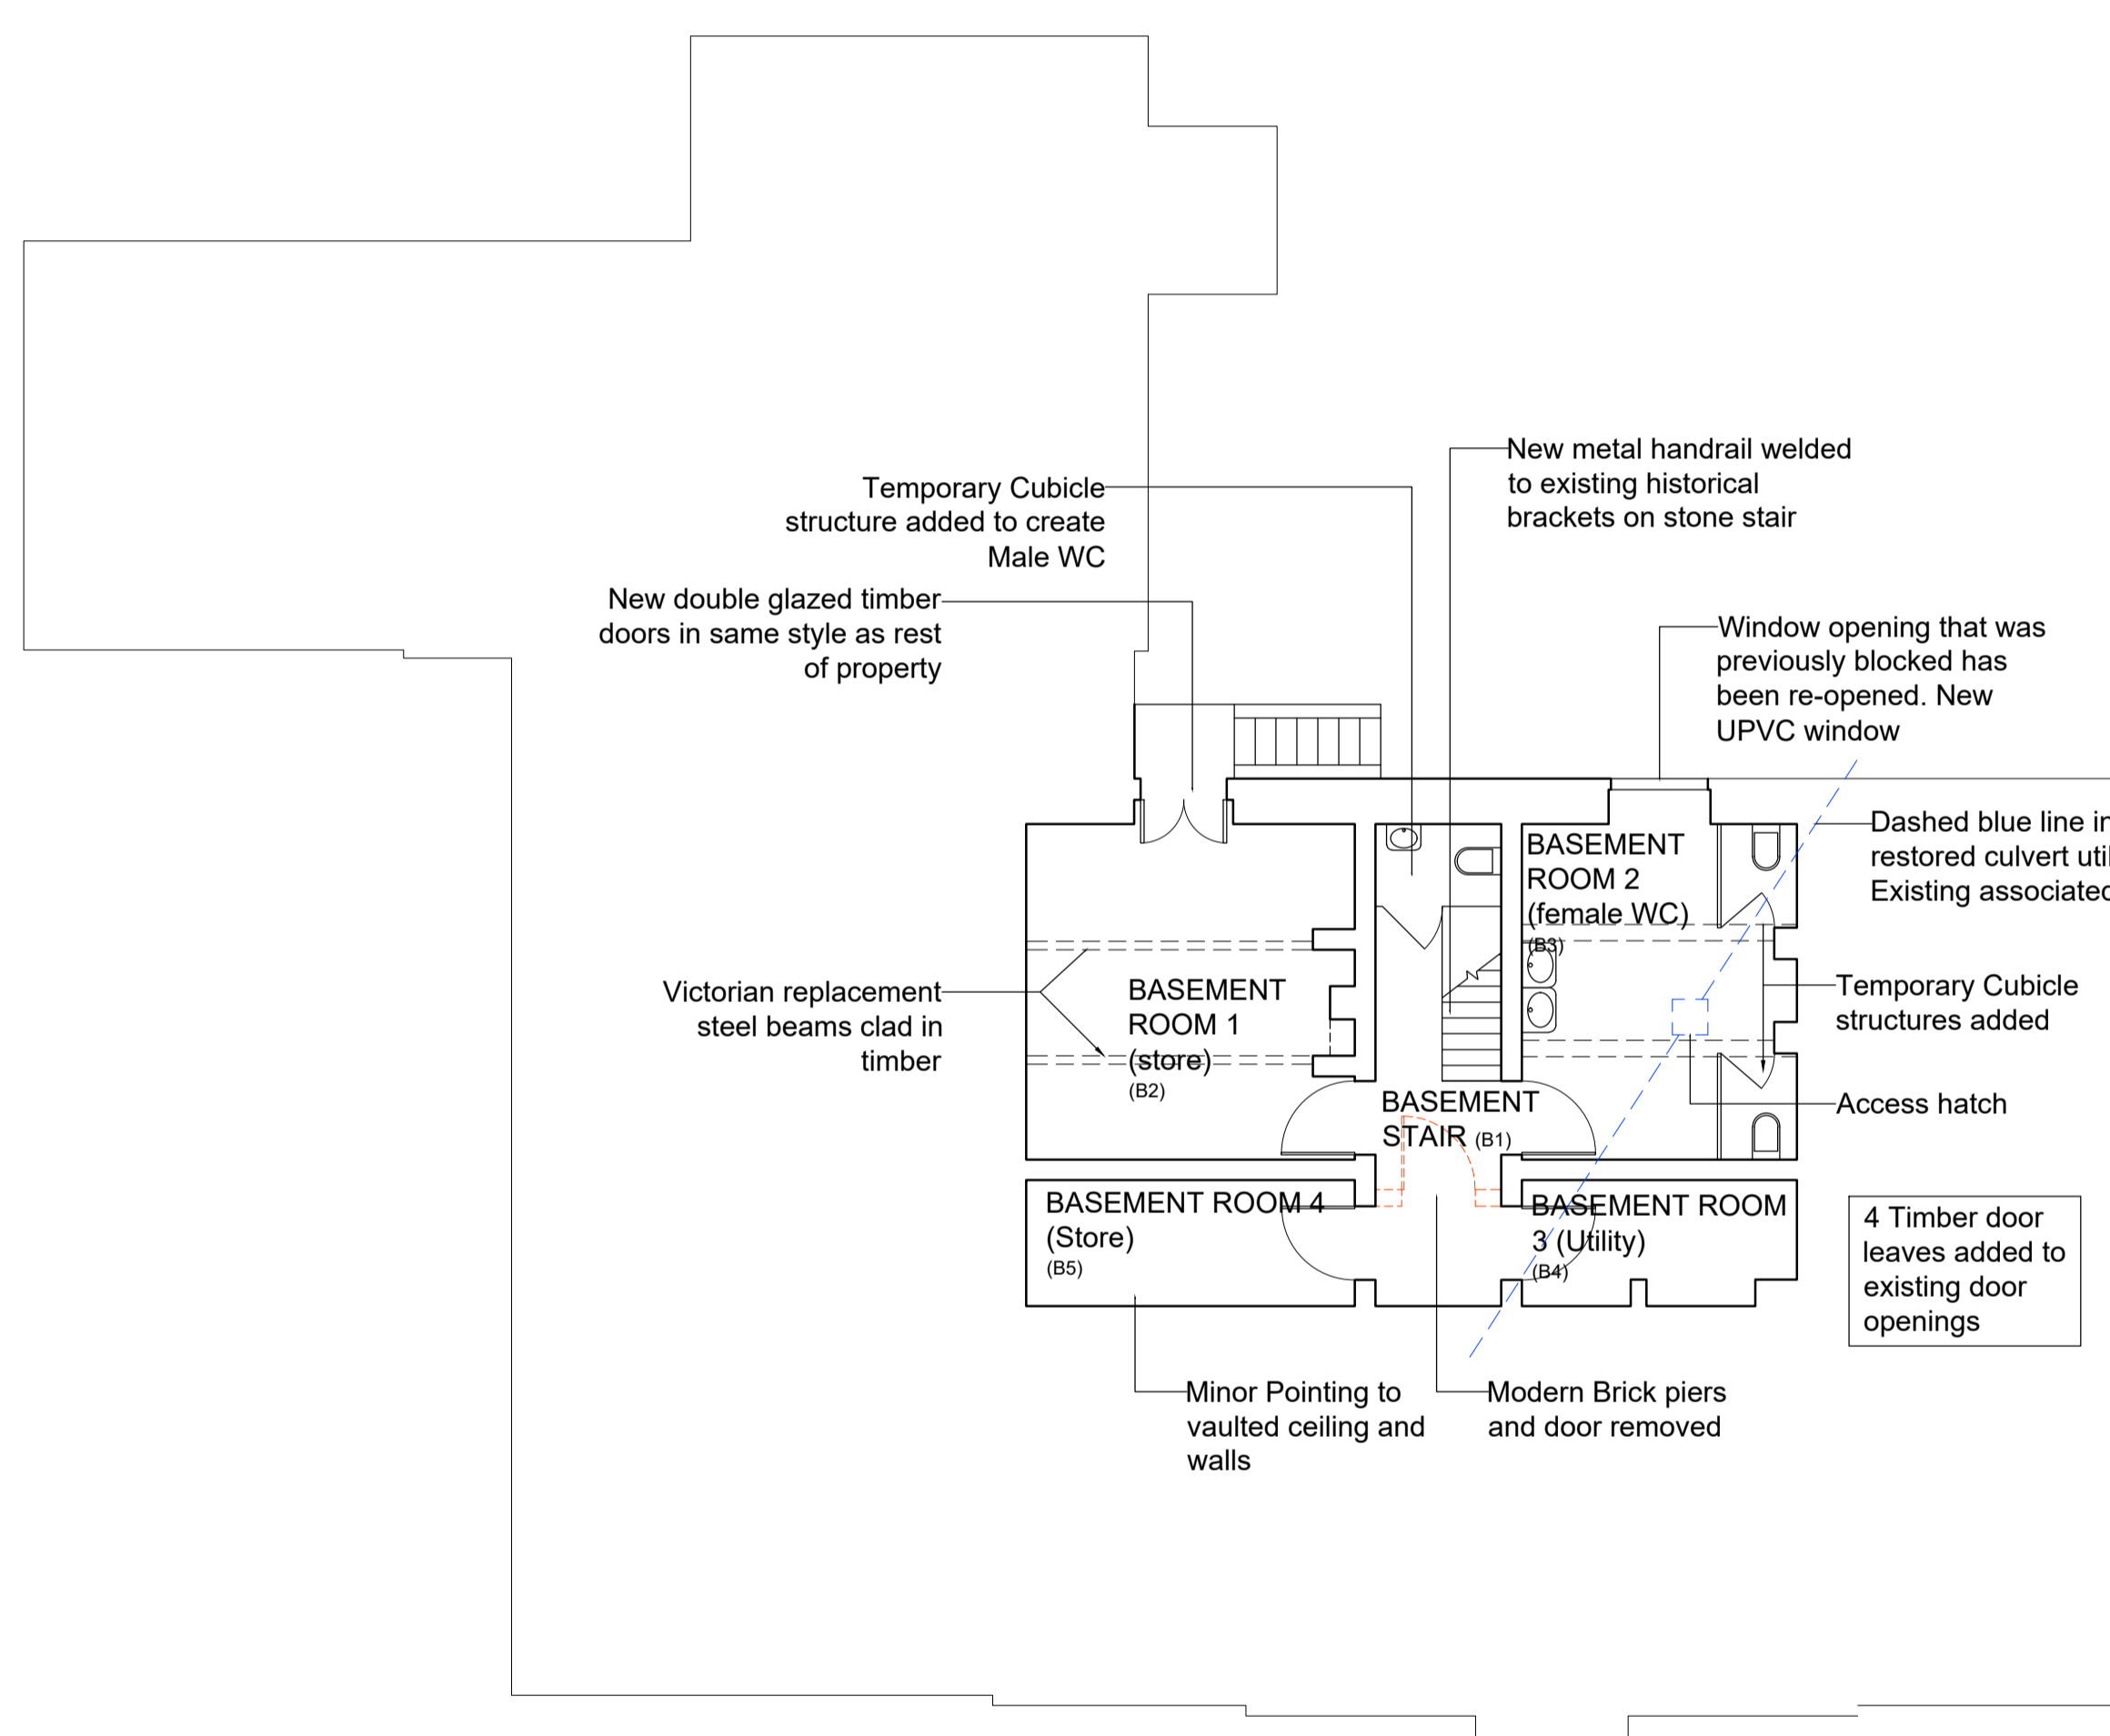 New metal handrail welded
to existing historical
brackets on stone stair
Temporary Cubicle
structure added to create
Male WC
New double glazed timber
doors in same style as rest
of property
Window opening that was
previously blocked has
been re-opened. New
UPVC window
Dashed blue line
restored culvert
Existing
BASEMENT
ROOM 2
(female WC)
(B3)
Victorian replacement
steel beams clad in
timber
BASEMENT
ROOM 1
(store)
(B2)
Temporary Cubicle
structures added
Access hatch
BASEMENT
STAIR (B1)
BASEMENT ROOM 4
(Store)
(B5)
BASEMENT ROOM
3 (Utility)
(B4)
4 Timber door
leaves added to
existing door
openings
Minor Pointing to
vaulted ceiling and
walls
Modern Brick piers
and door removed